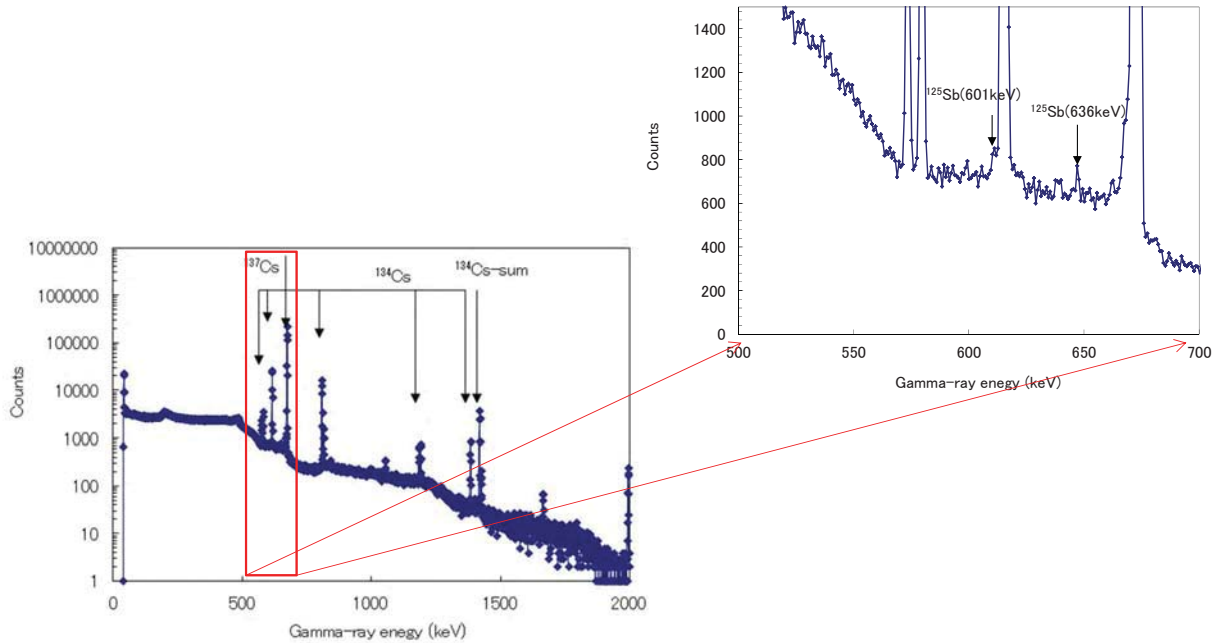 1400
1200
1000
800
600
400
200
0
Counts
¹²⁵Sb(601keV)
¹²⁵Sb(636keV)
500
550
600
650
700
Gamma-ray enegy (keV)
10000000
1000000
100000
10000
1000
100
10
1
Counts
¹³⁷Cs
¹³⁴Cs
¹³⁴Cs-sum
0
500
1000
1500
2000
Gamma-ray enegy (keV)